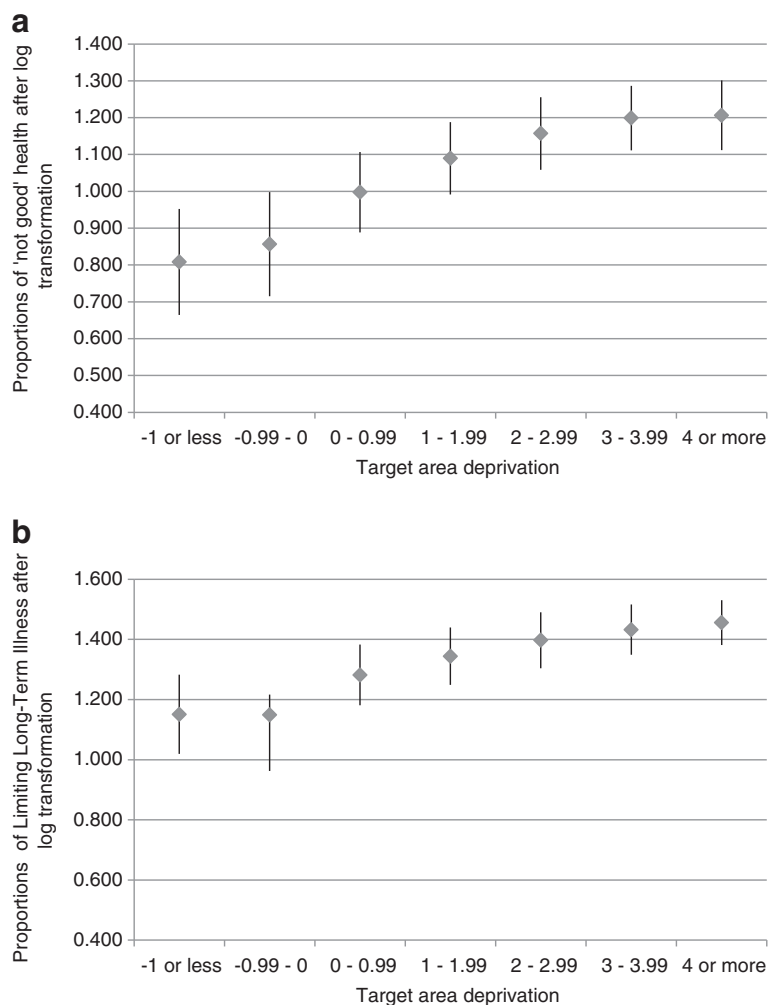 a
Proportions of 'not good' health after log
transformation
1.400
1.300
1.200
1.100
1.000
0.900
0.800
0.700
0.600
0.500
0.400
-1 or less -0.99 - 0 0 - 0.99 1 - 1.99 2 - 2.99 3 - 3.99 4 or more
Target area deprivation
b
Proportions of Limiting Long-Term Illness after
log transformation
1.600
1.400
1.200
1.000
0.800
0.600
0.400
-1 or less -0.99 - 0 0 - 0.99 1 - 1.99 2 - 2.99 3 - 3.99 4 or more
Target area deprivation